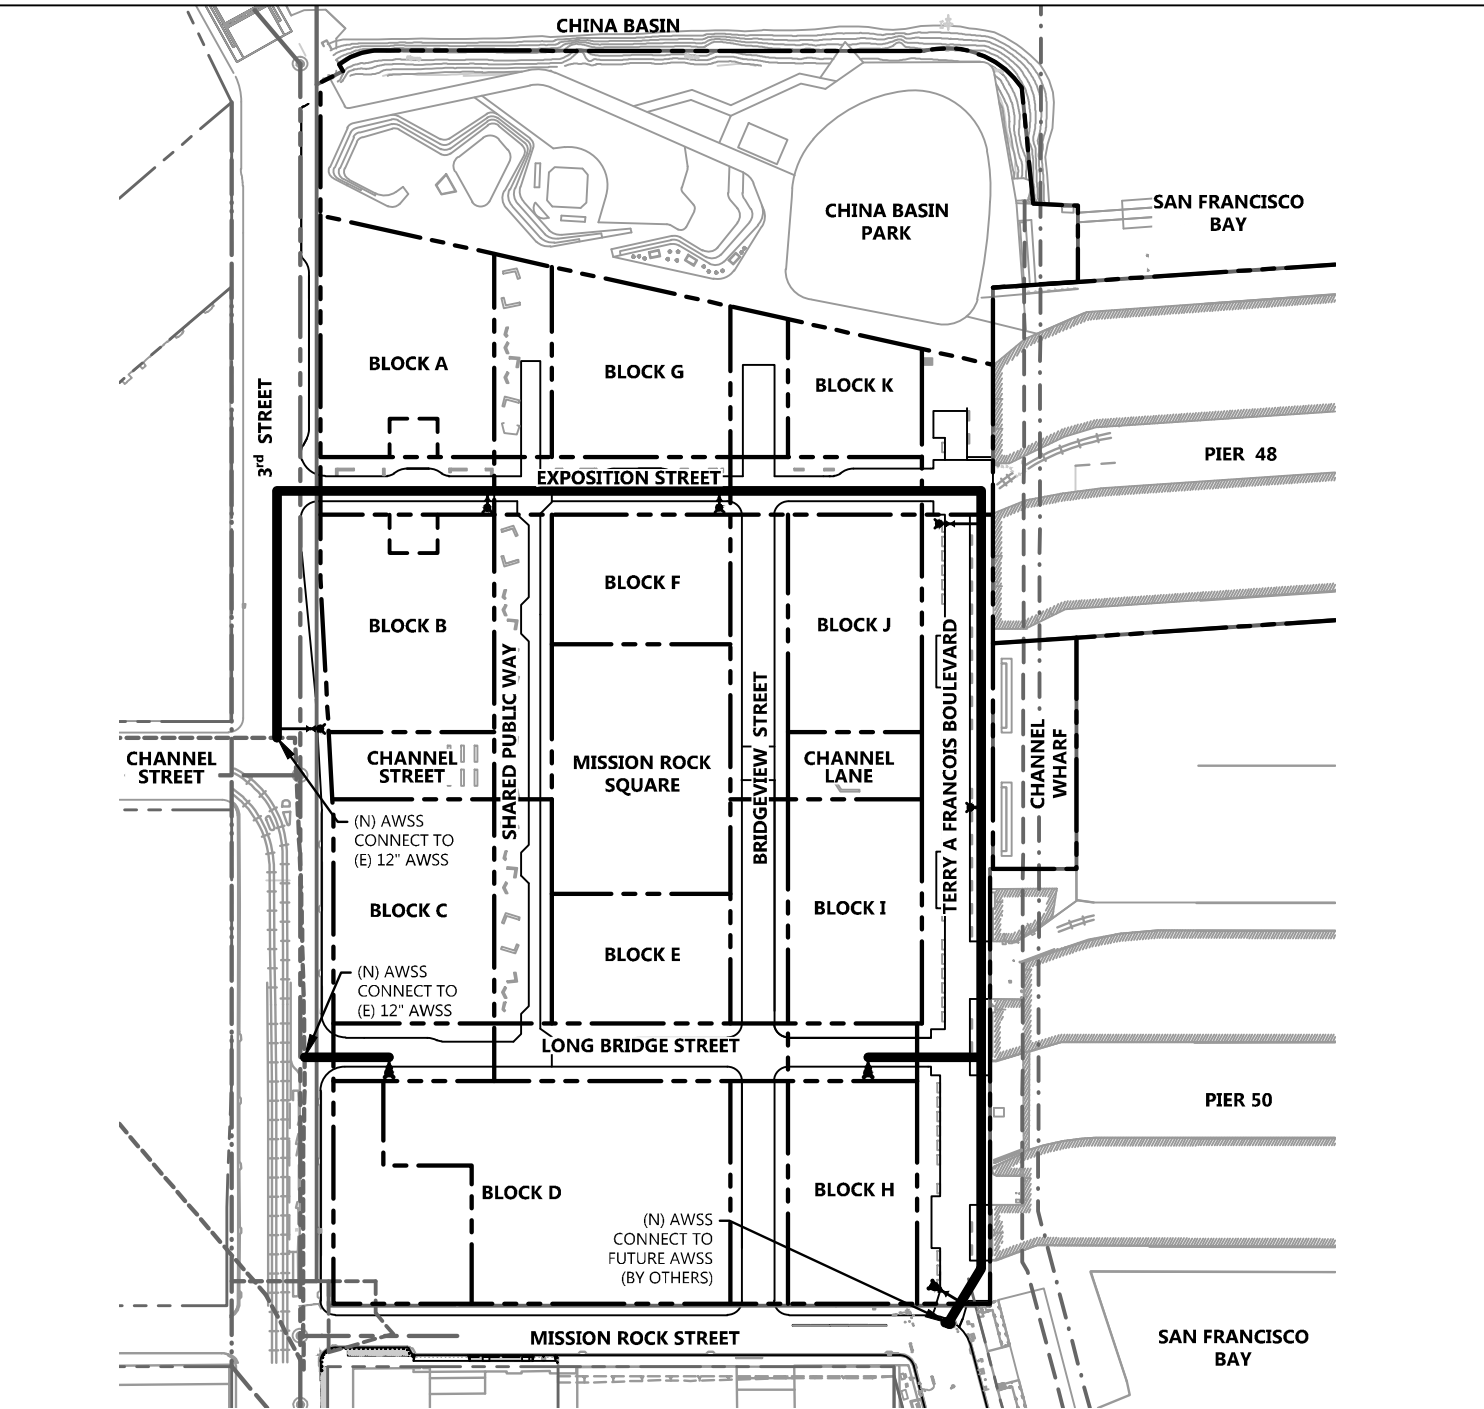 CHINA BASIN
SAN FRANCISCO
BAY
CHINA BASIN
PARK
BLOCK A
BLOCK G
BLOCK K
3rd STREET
PIER 48
EXPOSITION STREET
BLOCK F
BLOCK B
BLOCK J
SHARED PUBLIC WAY
BRIDGEVIEW STREET
TERRY A FRANCOIS BOULEVARD
CHANNEL
WHARF
CHANNEL
STREET
CHANNEL
STREET
MISSION ROCK
SQUARE
CHANNEL
LANE
(N) AWSS
CONNECT TO
(E) 12" AWSS
BLOCK C
BLOCK I
BLOCK E
(N) AWSS
CONNECT TO
(E) 12" AWSS
LONG BRIDGE STREET
PIER 50
BLOCK D
BLOCK H
(N) AWSS
CONNECT TO
FUTURE AWSS
(BY OTHERS)
MISSION ROCK STREET
SAN FRANCISCO
BAY